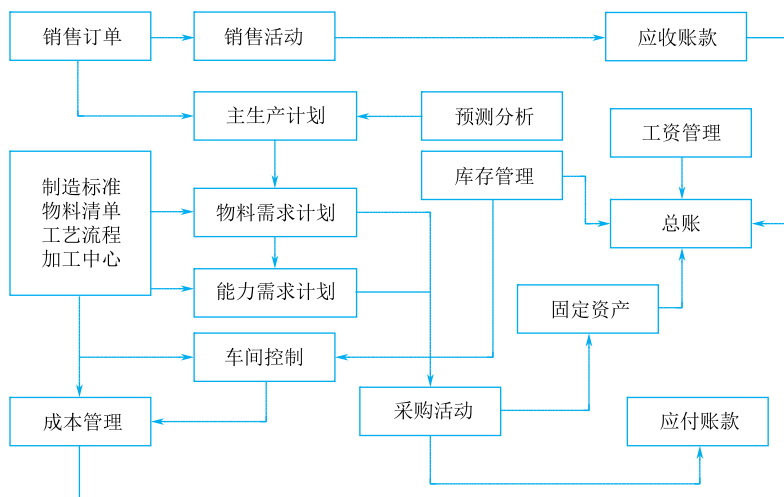 销售订单
销售活动
应收账款
主生产计划
预测分析
工资管理
制造标准
物料清单
工艺流程
加工中心
库存管理
物料需求计划
总账
能力需求计划
固定资产
车间控制
成本管理
采购活动
应付账款